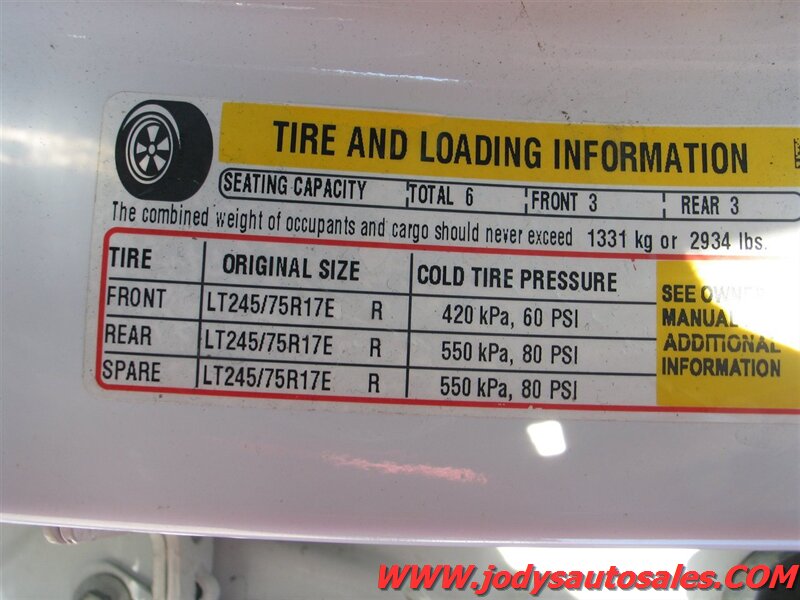 TIRE AND LOADING INFORMATION
SEATING CAPACITY TOTAL 6 FRONT 3 REAR 3
The combined weight of occupants and cargo should never exceed 1331 kg or 2934 lbs.
TIRE ORIGINAL SIZE COLD TIRE PRESSURE
FRONT LT245/75R17E R 420 kPa, 60 PSI
REAR LT245/75R17E R 550 kPa, 80 PSI
SPARE LT245/75R17E R 550 kPa, 80 PSI
SEE
MANUAL
ADDITIONAL
INFORMATION
WWW.jodysautosales.COM